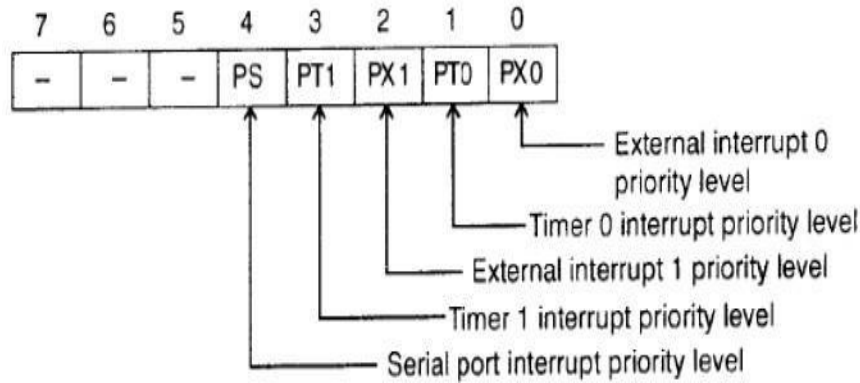 7 6 5 4 3 2 1 0
– – – PS PT1 PX1 PT0 PX0
External interrupt 0
priority level
Timer 0 interrupt priority level
External interrupt 1 priority level
Timer 1 interrupt priority level
Serial port interrupt priority level